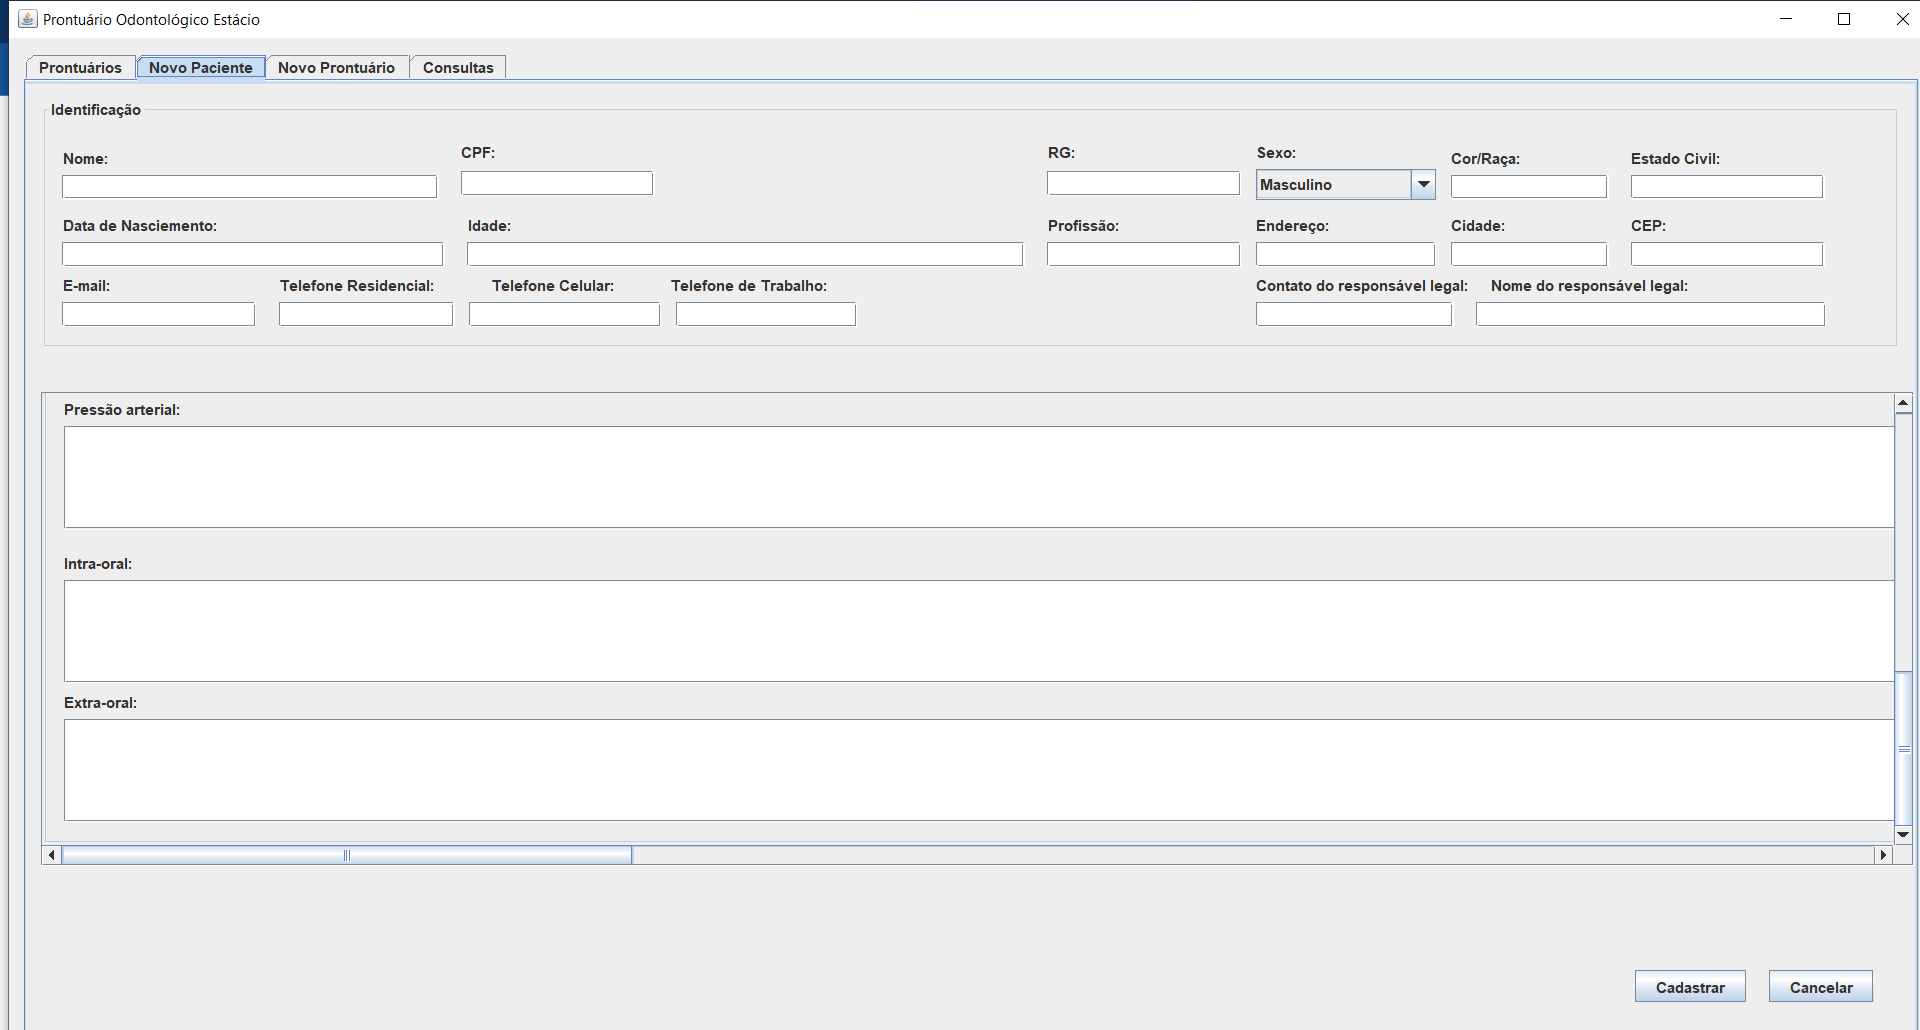 Prontuário Odontológico Estácio
Prontuários Novo Paciente Novo Prontuário Consultas
Identificação
Nome: CPF: RG: Sexo: Cor/Raça: Estado Civil:
Masculino
Data de Nasciemento: Idade: Profissão: Endereço: Cidade: CEP:
E-mail: Telefone Residencial: Telefone Celular: Telefone de Trabalho: Contato do responsável legal: Nome do responsável legal:
Pressão arterial:
Intra-oral:
Extra-oral:
Cadastrar Cancelar